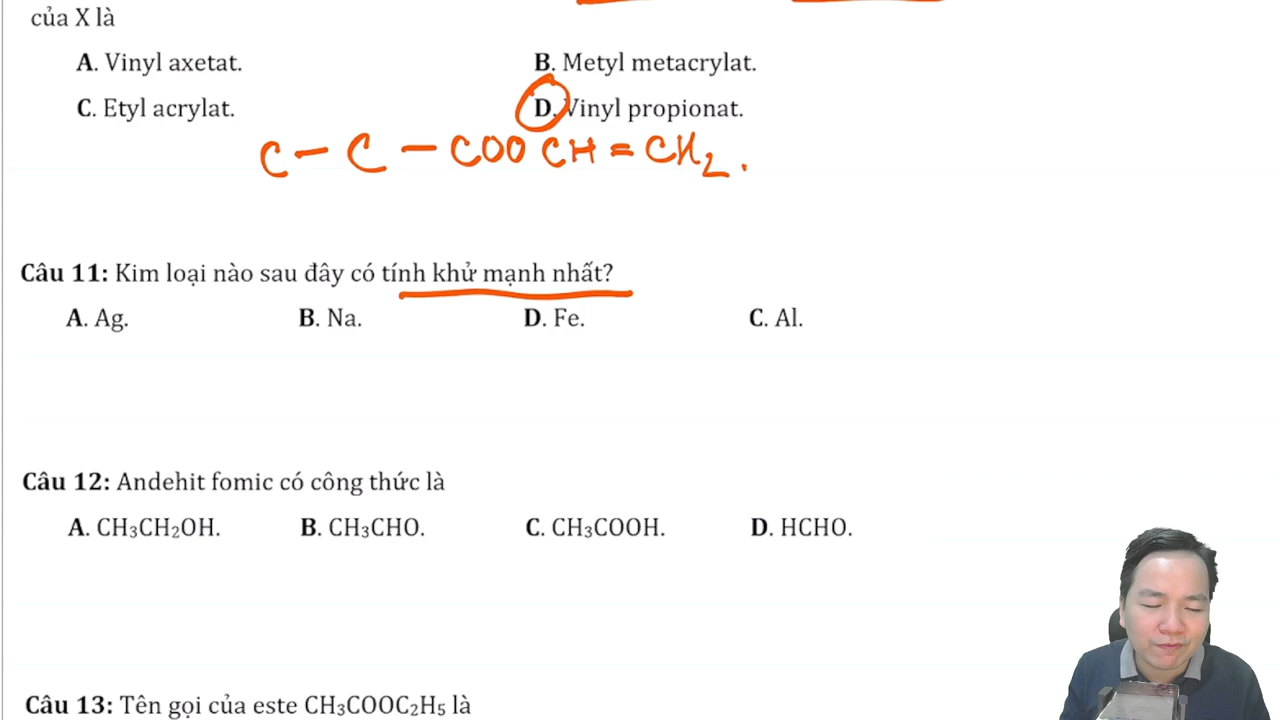 của X là
A. Vinyl axetat. B. Metyl metacrylat.
C. Etyl acrylat. D. Vinyl propionat.
C – C – COO CH = CH₂.
Câu 11: Kim loại nào sau đây có tính khử mạnh nhất?
A. Ag. B. Na. D. Fe. C. Al.
Câu 12: Andehit fomic có công thức là
A. CH₃CH₂OH. B. CH₃CHO. C. CH₃COOH. D. HCHO.
Câu 13: Tên gọi của este CH₃COOC₂H₅ là